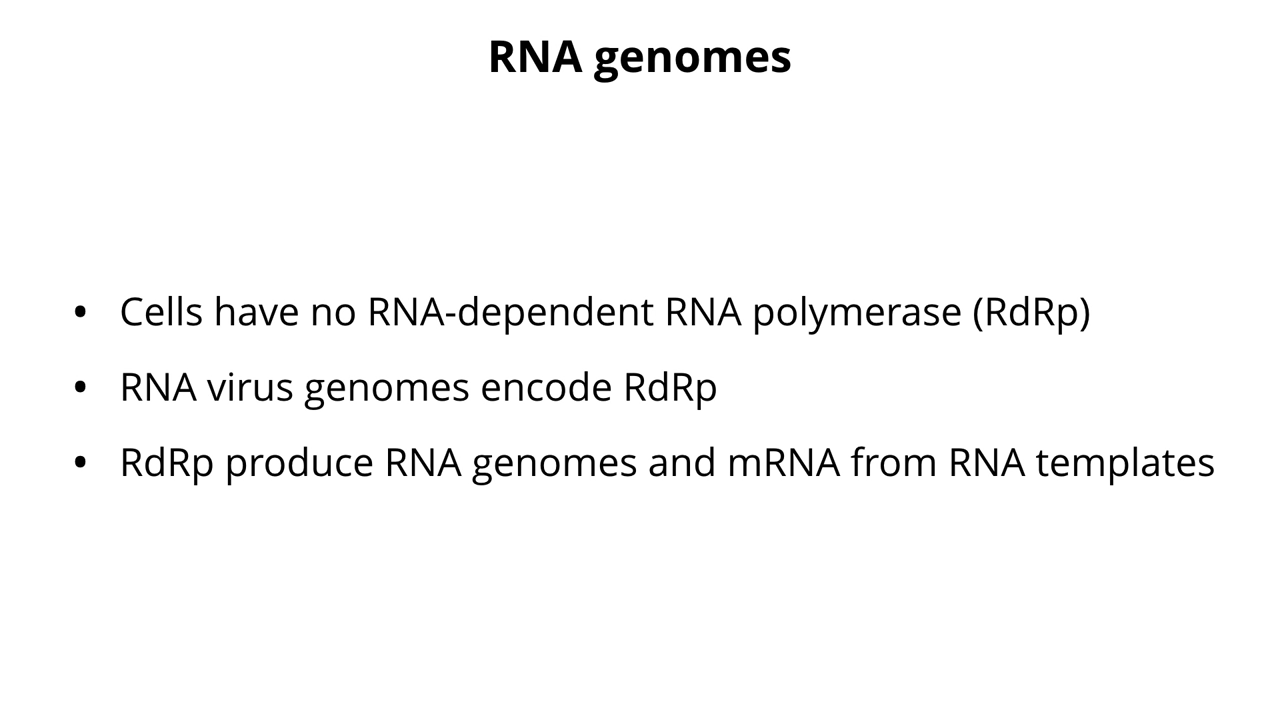 RNA genomes
• Cells have no RNA-dependent RNA polymerase (RdRp)
• RNA virus genomes encode RdRp
• RdRp produce RNA genomes and mRNA from RNA templates